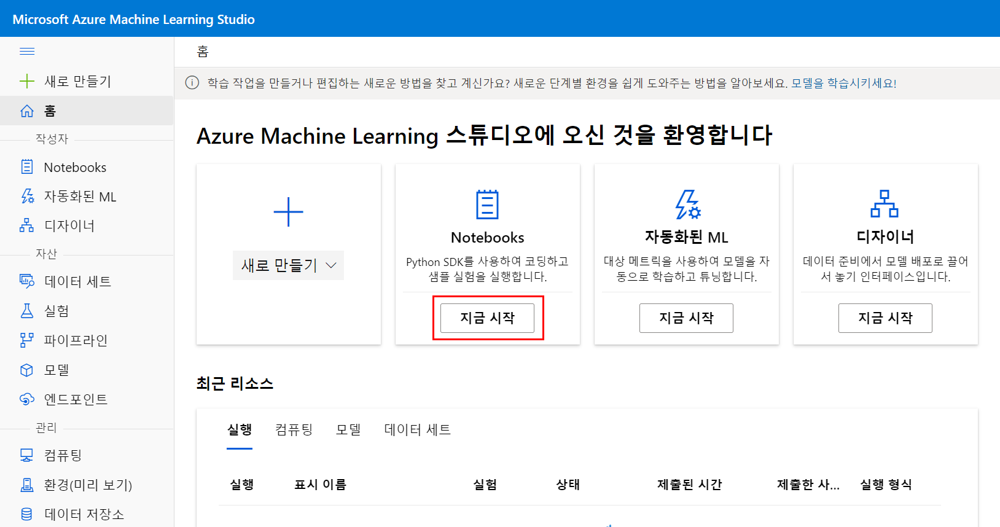 Microsoft Azure Machine Learning Studio
새로 만들기
홈
작성자
Notebooks
자동화된 ML
디자이너
자산
데이터 세트
실험
파이프라인
모델
엔드포인트
관리
컴퓨팅
환경(미리 보기)
데이터 저장소
홈
학습 작업을 만들거나 편집하는 새로운 방법을 찾고 계신가요? 새로운 단계별 환경을 쉽게 도와주는 방법을 알아보세요. 모델을 학습시키세요!
Azure Machine Learning 스튜디오에 오신 것을 환영합니다
새로 만들기
Notebooks
Python SDK를 사용하여 코딩하고
샘플 실험을 실행합니다.
지금 시작
자동화된 ML
대상 메트릭을 사용하여 모델을 자
동으로 학습하고 튜닝합니다.
지금 시작
디자이너
데이터 준비에서 모델 배포로 끌어
서 놓기 인터페이스입니다.
지금 시작
최근 리소스
실행 컴퓨팅 모델 데이터 세트
실행 표시 이름 실험 상태 제출된 시간 제출한 사... 실행 형식